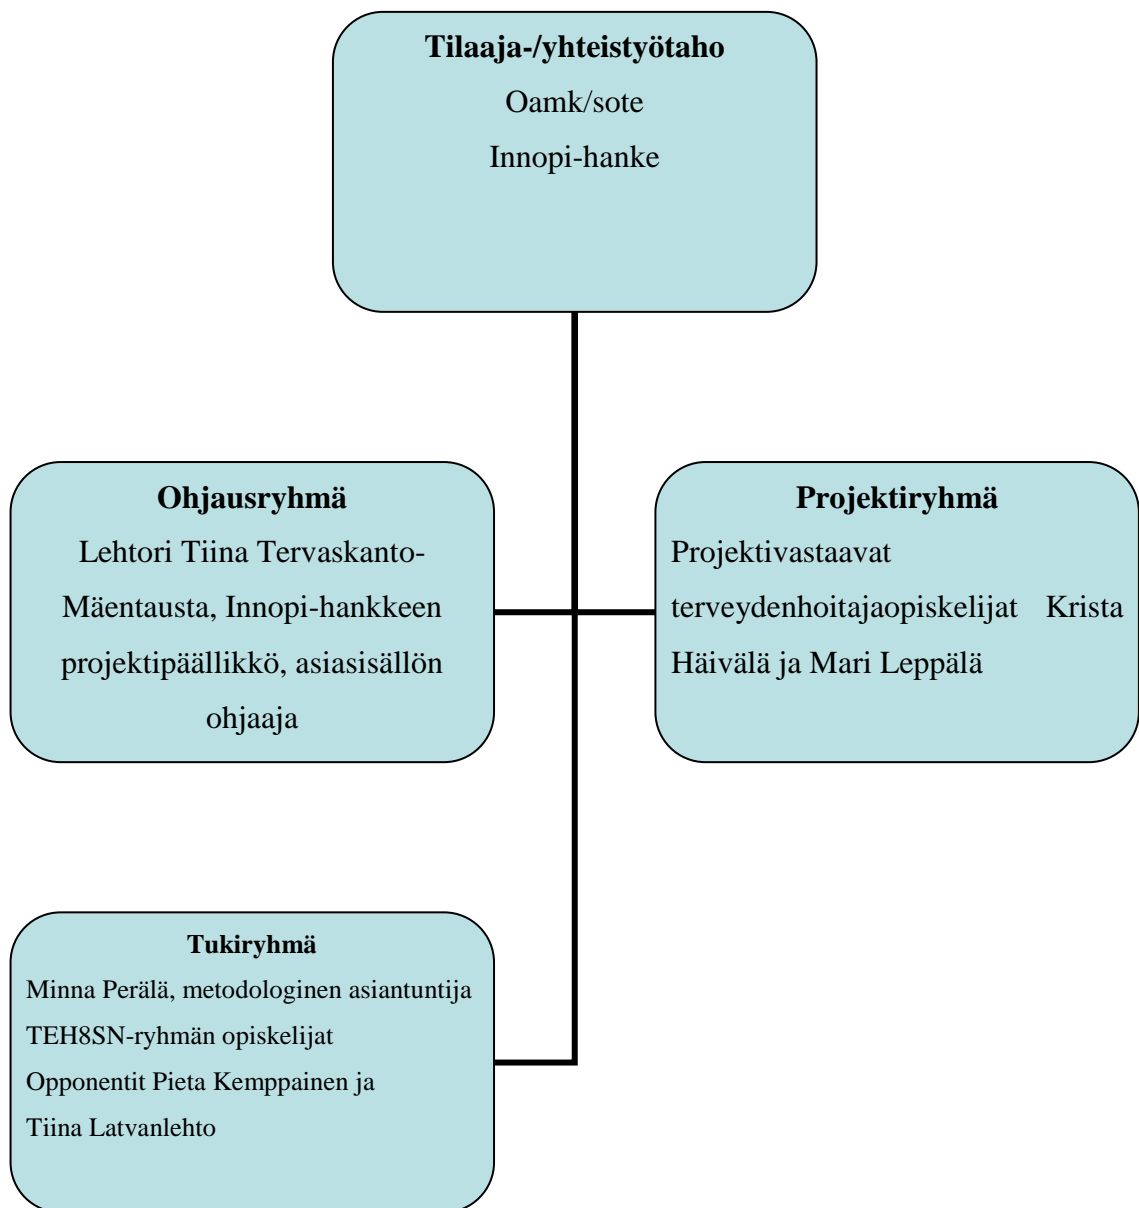 Tilaaja-/yhteistyötaho
Oamk/sote
Innopi-hanke
Ohjausryhmä
Lehtori Tiina Tervaskanto-
Mäentausta, Innopi-hankkeen
projektipäällikkö, asiasisällön
ohjaaja
Projektiryhmä
Projektivastaavat
terveydenhoitajaopiskelijat Krista
Häivälä ja Mari Leppälä
Tukiryhmä
Minna Perälä, metodologinen asiantuntija
TEH8SN-ryhmän opiskelijat
Opponentit Pieta Kemppainen ja
Tiina Latvanlehto